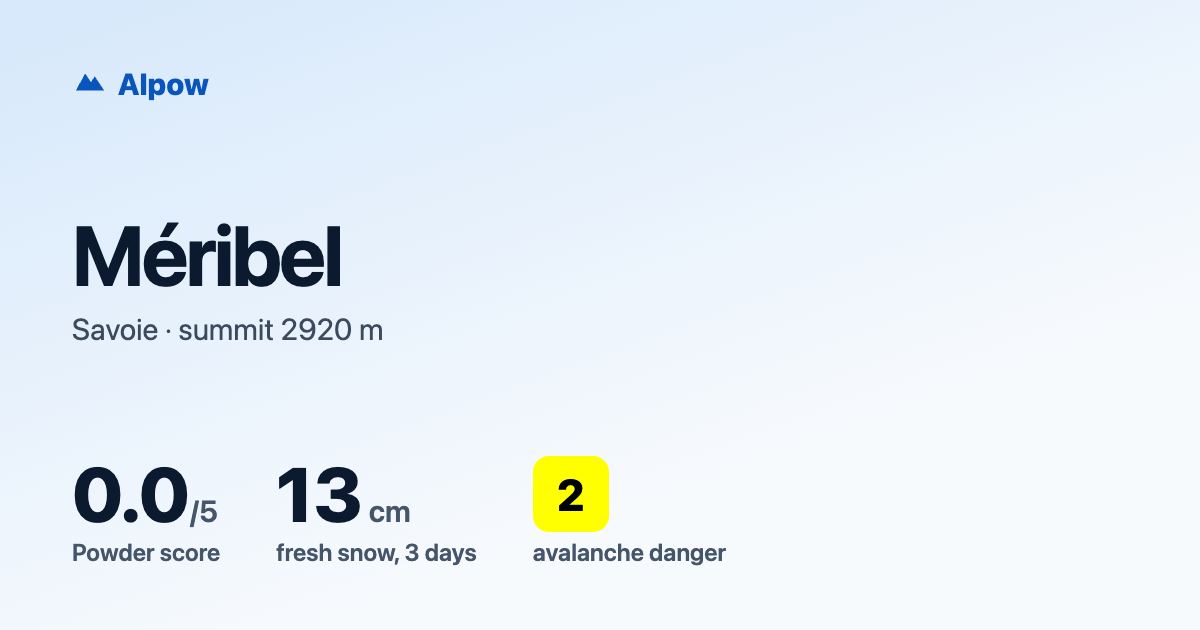 Alpow
Méribel
Savoie · summit 2920 m
0.0/5
Powder score
13 cm
fresh snow, 3 days
2
avalanche danger